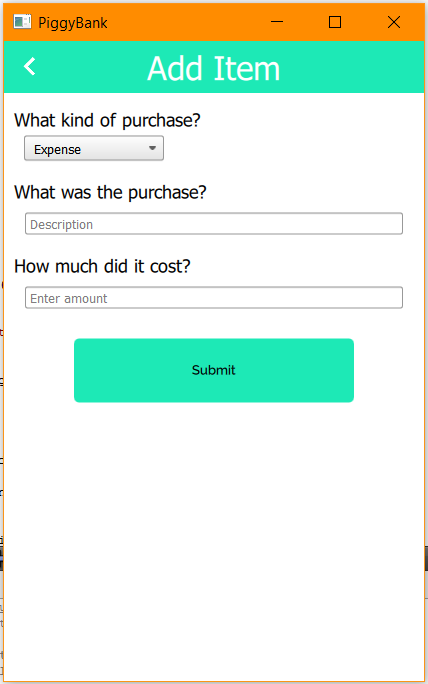 PiggyBank
Add Item
What kind of purchase?
Expense
What was the purchase?
Description
How much did it cost?
Enter amount
Submit